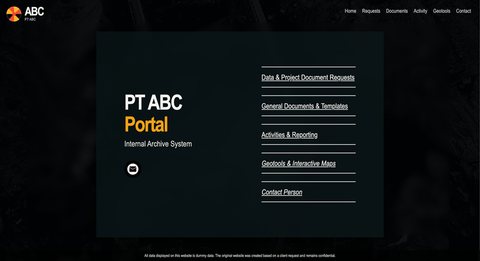 ABC
PT ABC
Home Requests Documents Activity Geotools Contact
Data & Project Document Requests
PT ABC
Portal
General Documents & Templates
Internal Archive System
Activities & Reporting
Geotools & Interactive Maps
Contact Person
All data displayed on this website is dummy data. The original website was created based on a client request and remains confidential.